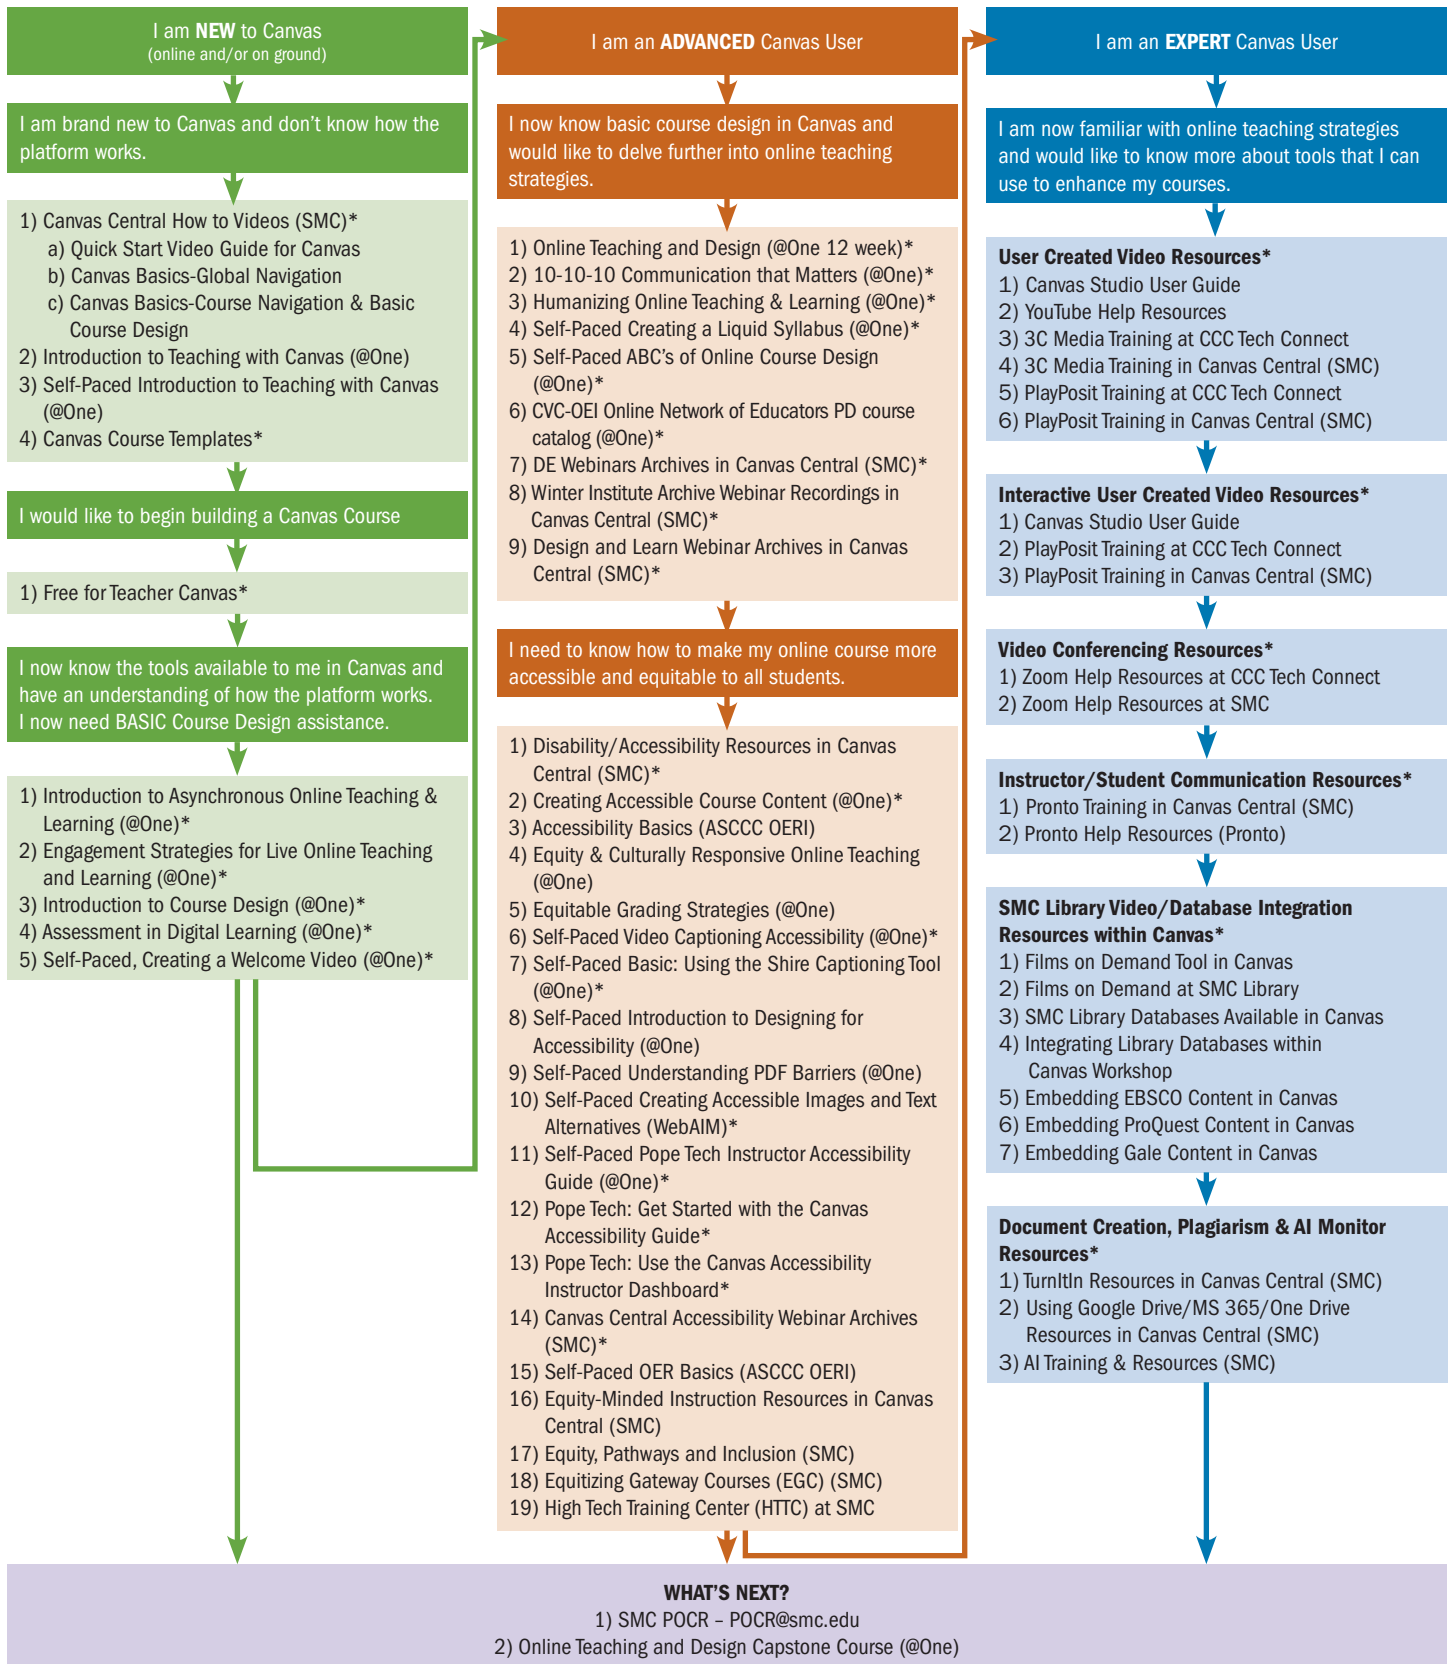 I am NEW to Canvas
(online and/or on ground)
I am brand new to Canvas and don't know how the
platform works.
1) Canvas Central How to Videos (SMC)*
a) Quick Start Video Guide for Canvas
b) Canvas Basics-Global Navigation
c) Canvas Basics-Course Navigation & Basic
Course Design
2) Introduction to Teaching with Canvas (@One)
3) Self-Paced Introduction to Teaching with Canvas
(@One)
4) Canvas Course Templates*
I would like to begin building a Canvas Course
1) Free for Teacher Canvas*
I now know the tools available to me in Canvas and
have an understanding of how the platform works.
I now need BASIC Course Design assistance.
1) Introduction to Asynchronous Online Teaching &
Learning (@One)*
2) Engagement Strategies for Live Online Teaching
and Learning (@One)*
3) Introduction to Course Design (@One)*
4) Assessment in Digital Learning (@One)*
5) Self-Paced, Creating a Welcome Video (@One)*
I am an ADVANCED Canvas User
I now know basic course design in Canvas and
would like to delve further into online teaching
strategies.
1) Online Teaching and Design (@One 12 week)*
2) 10-10-10 Communication that Matters (@One)*
3) Humanizing Online Teaching & Learning (@One)*
4) Self-Paced Creating a Liquid Syllabus (@One)*
5) Self-Paced ABC's of Online Course Design
(@One)*
6) CVC-OEI Online Network of Educators PD course
catalog (@One)*
7) DE Webinars Archives in Canvas Central (SMC)*
8) Winter Institute Archive Webinar Recordings in
Canvas Central (SMC)*
9) Design and Learn Webinar Archives in Canvas
Central (SMC)*
I need to know how to make my online course more
accessible and equitable to all students.
1) Disability/Accessibility Resources in Canvas
Central (SMC)*
2) Creating Accessible Course Content (@One)*
3) Accessibility Basics (ASCCC OERI)
4) Equity & Culturally Responsive Online Teaching
(@One)
5) Equitable Grading Strategies (@One)
6) Self-Paced Video Captioning Accessibility (@One)*
7) Self-Paced Basic: Using the Shire Captioning Tool
(@One)*
8) Self-Paced Introduction to Designing for
Accessibility (@One)
9) Self-Paced Understanding PDF Barriers (@One)
10) Self-Paced Creating Accessible Images and Text
Alternatives (WebAIM)*
11) Self-Paced Pope Tech Instructor Accessibility
Guide (@One)*
12) Pope Tech: Get Started with the Canvas
Accessibility Guide*
13) Pope Tech: Use the Canvas Accessibility
Instructor Dashboard*
14) Canvas Central Accessibility Webinar Archives
(SMC)*
15) Self-Paced OER Basics (ASCCC OERI)
16) Equity-Minded Instruction Resources in Canvas
Central (SMC)
17) Equity, Pathways and Inclusion (SMC)
18) Equitizing Gateway Courses (EGC) (SMC)
19) High Tech Training Center (HTTC) at SMC
I am an EXPERT Canvas User
I am now familiar with online teaching strategies
and would like to know more about tools that I can
use to enhance my courses.
User Created Video Resources*
1) Canvas Studio User Guide
2) YouTube Help Resources
3) 3C Media Training at CCC Tech Connect
4) 3C Media Training in Canvas Central (SMC)
5) PlayPosit Training at CCC Tech Connect
6) PlayPosit Training in Canvas Central (SMC)
Interactive User Created Video Resources*
1) Canvas Studio User Guide
2) PlayPosit Training at CCC Tech Connect
3) PlayPosit Training in Canvas Central (SMC)
Video Conferencing Resources*
1) Zoom Help Resources at CCC Tech Connect
2) Zoom Help Resources at SMC
Instructor/Student Communication Resources*
1) Pronto Training in Canvas Central (SMC)
2) Pronto Help Resources (Pronto)
SMC Library Video/Database Integration
Resources within Canvas*
1) Films on Demand Tool in Canvas
2) Films on Demand at SMC Library
3) SMC Library Databases Available in Canvas
4) Integrating Library Databases within
Canvas Workshop
5) Embedding EBSCO Content in Canvas
6) Embedding ProQuest Content in Canvas
7) Embedding Gale Content in Canvas
Document Creation, Plagiarism & AI Monitor
Resources*
1) TurnItIn Resources in Canvas Central (SMC)
2) Using Google Drive/MS 365/One Drive
Resources in Canvas Central (SMC)
3) AI Training & Resources (SMC)
WHAT'S NEXT?
1) SMC POCR – POCR@smc.edu
2) Online Teaching and Design Capstone Course (@One)